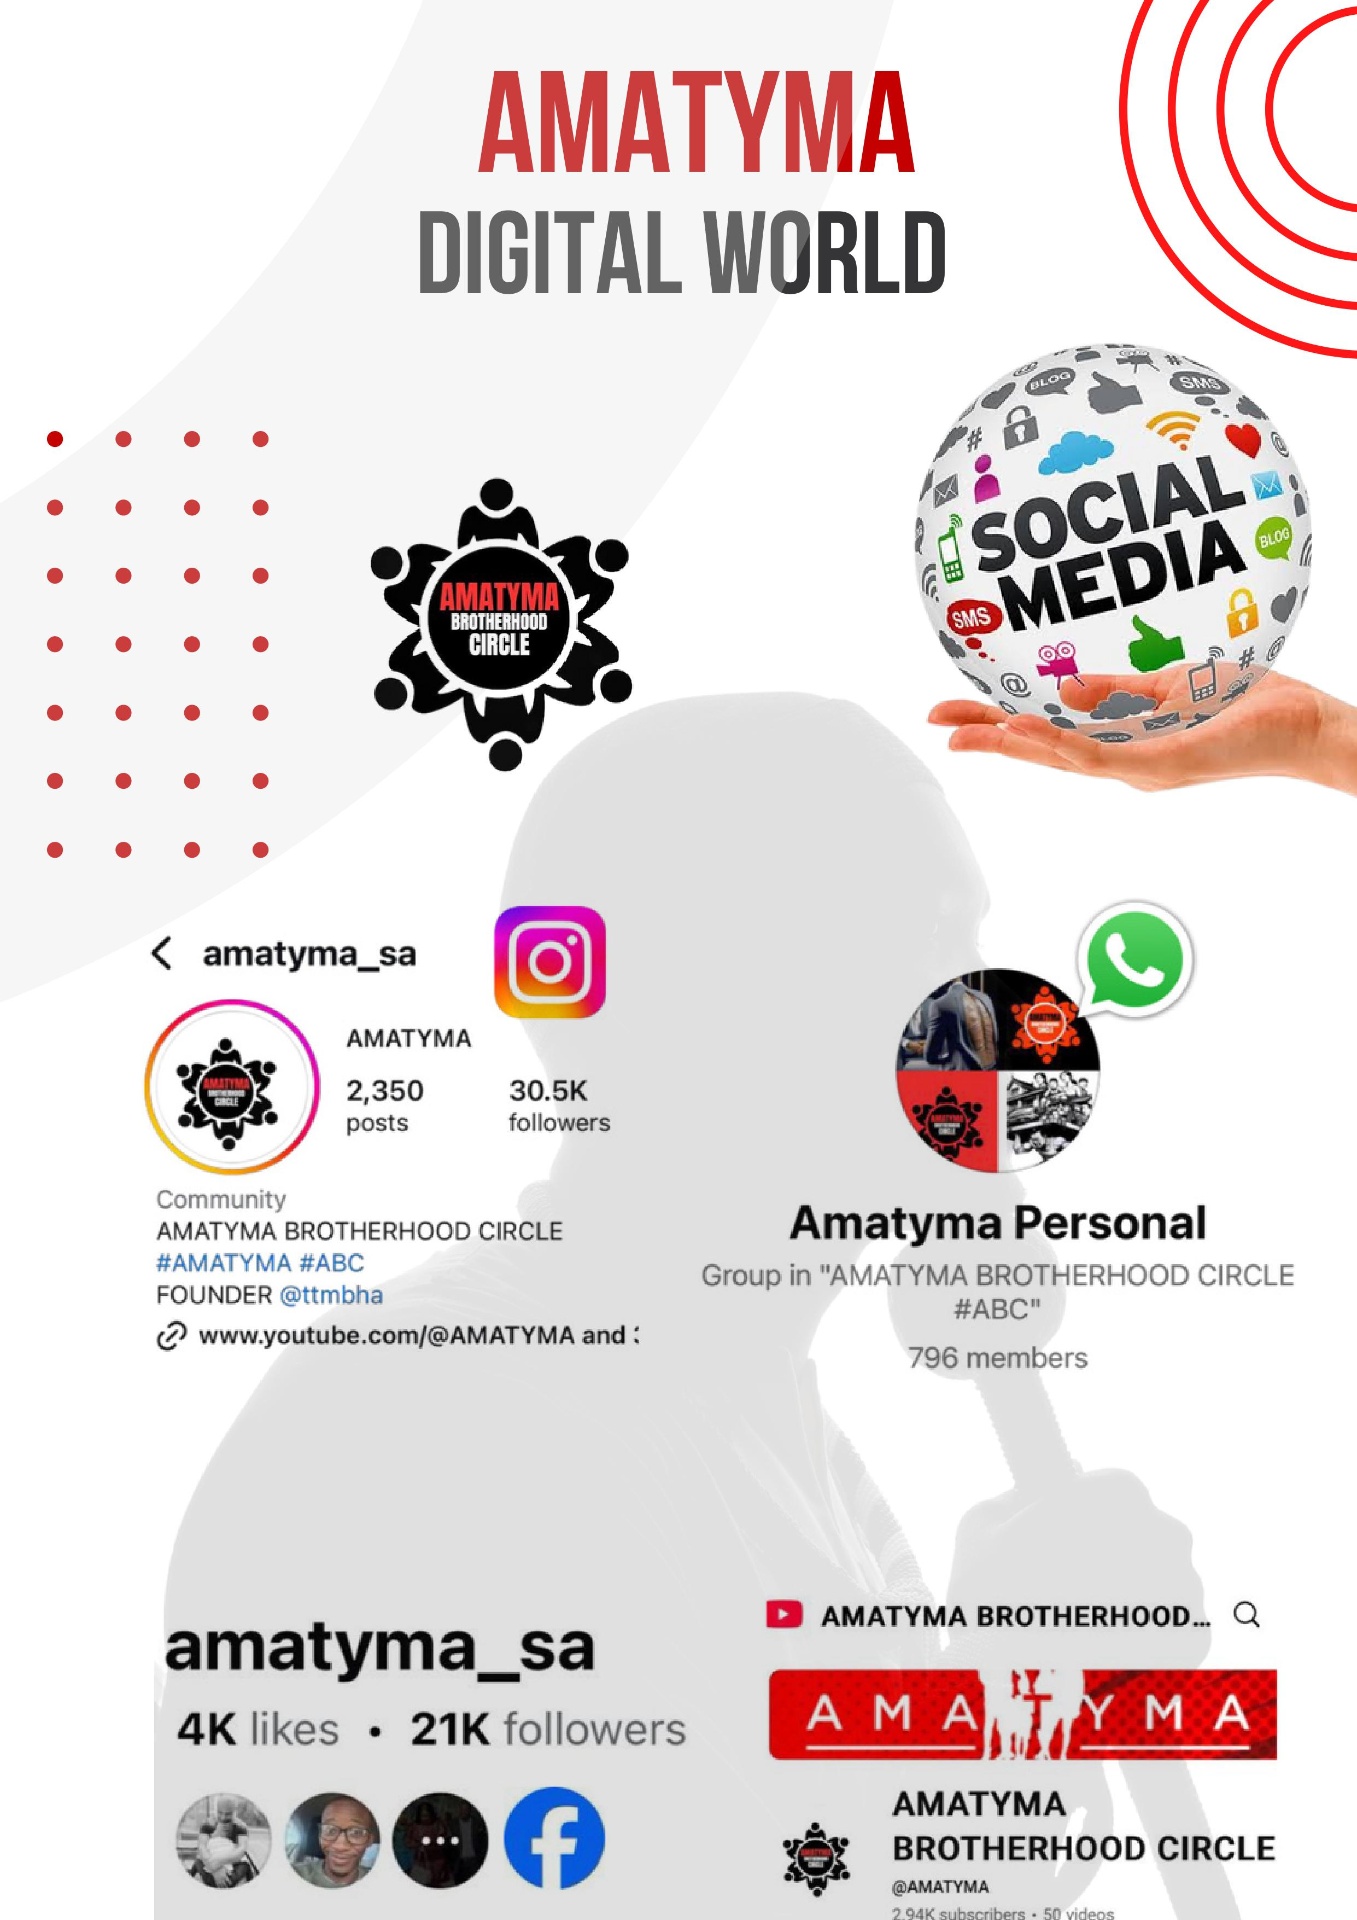 AMATYMA
DIGITAL WORLD
BLOG
SMS
SOCIAL
MEDIA
BLOG
SMS
AMATYMA
BROTHERHOOD
CIRCLE
amatyma_sa
AMATYMA
BROTHERHOOD
CIRCLE
AMATYMA
2,350
posts
30.5K
followers
Community
AMATYMA BROTHERHOOD CIRCLE
#AMATYMA #ABC
FOUNDER @ttmbha
www.youtube.com/@AMATYMA and
Amatyma Personal
Group in "AMATYMA BROTHERHOOD CIRCLE
#ABC"
796 members
amatyma_sa
4K likes • 21K followers
AMATYMA BROTHERHOOD...
AMATYMA
AMATYMA
BROTHERHOOD CIRCLE
@AMATYMA
2.94K subscribers • 50 videos